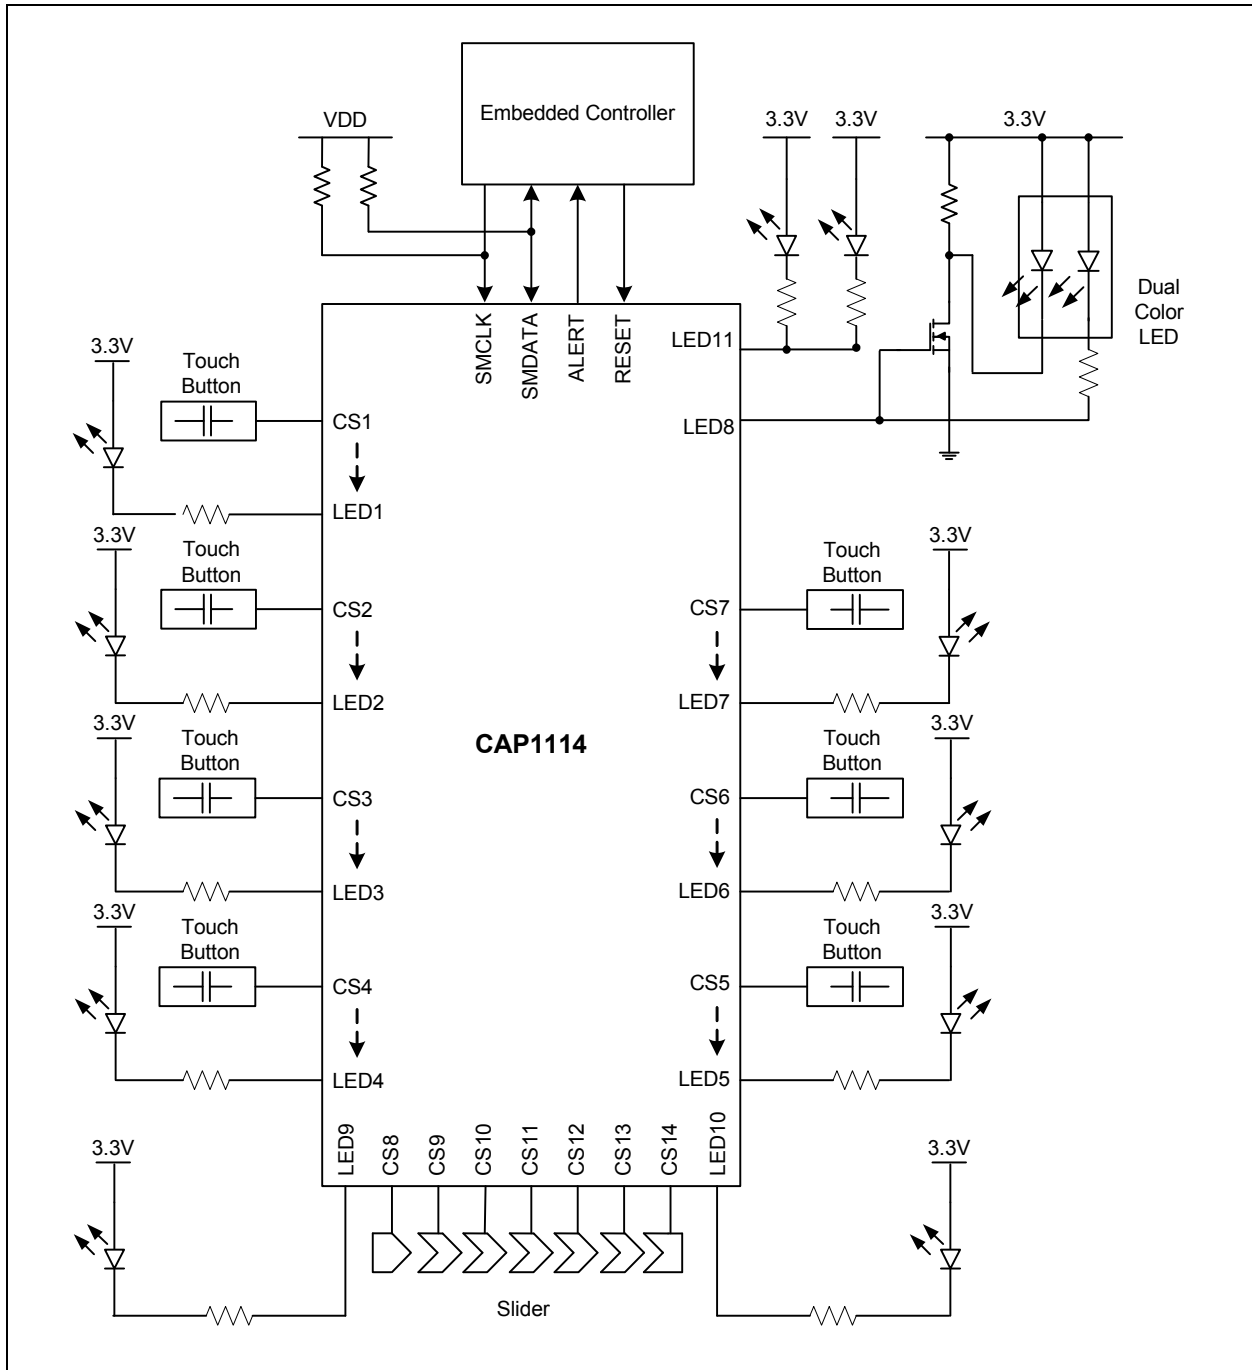 Embedded Controller
VDD
3.3V
3.3V
3.3V
Dual
Color
LED
SMCLK
SMDATA
ALERT
RESET
LED11
LED8
3.3V
Touch
Button
CS1
LED1
3.3V
Touch
Button
CS2
LED2
CS7
Touch
Button
3.3V
LED7
3.3V
Touch
Button
CS3
LED3
CAP1114
CS6
Touch
Button
3.3V
LED6
3.3V
Touch
Button
CS4
LED4
CS5
Touch
Button
3.3V
LED5
3.3V
LED9
CS8
CS9
CS10
CS11
CS12
CS13
CS14
LED10
3.3V
Slider